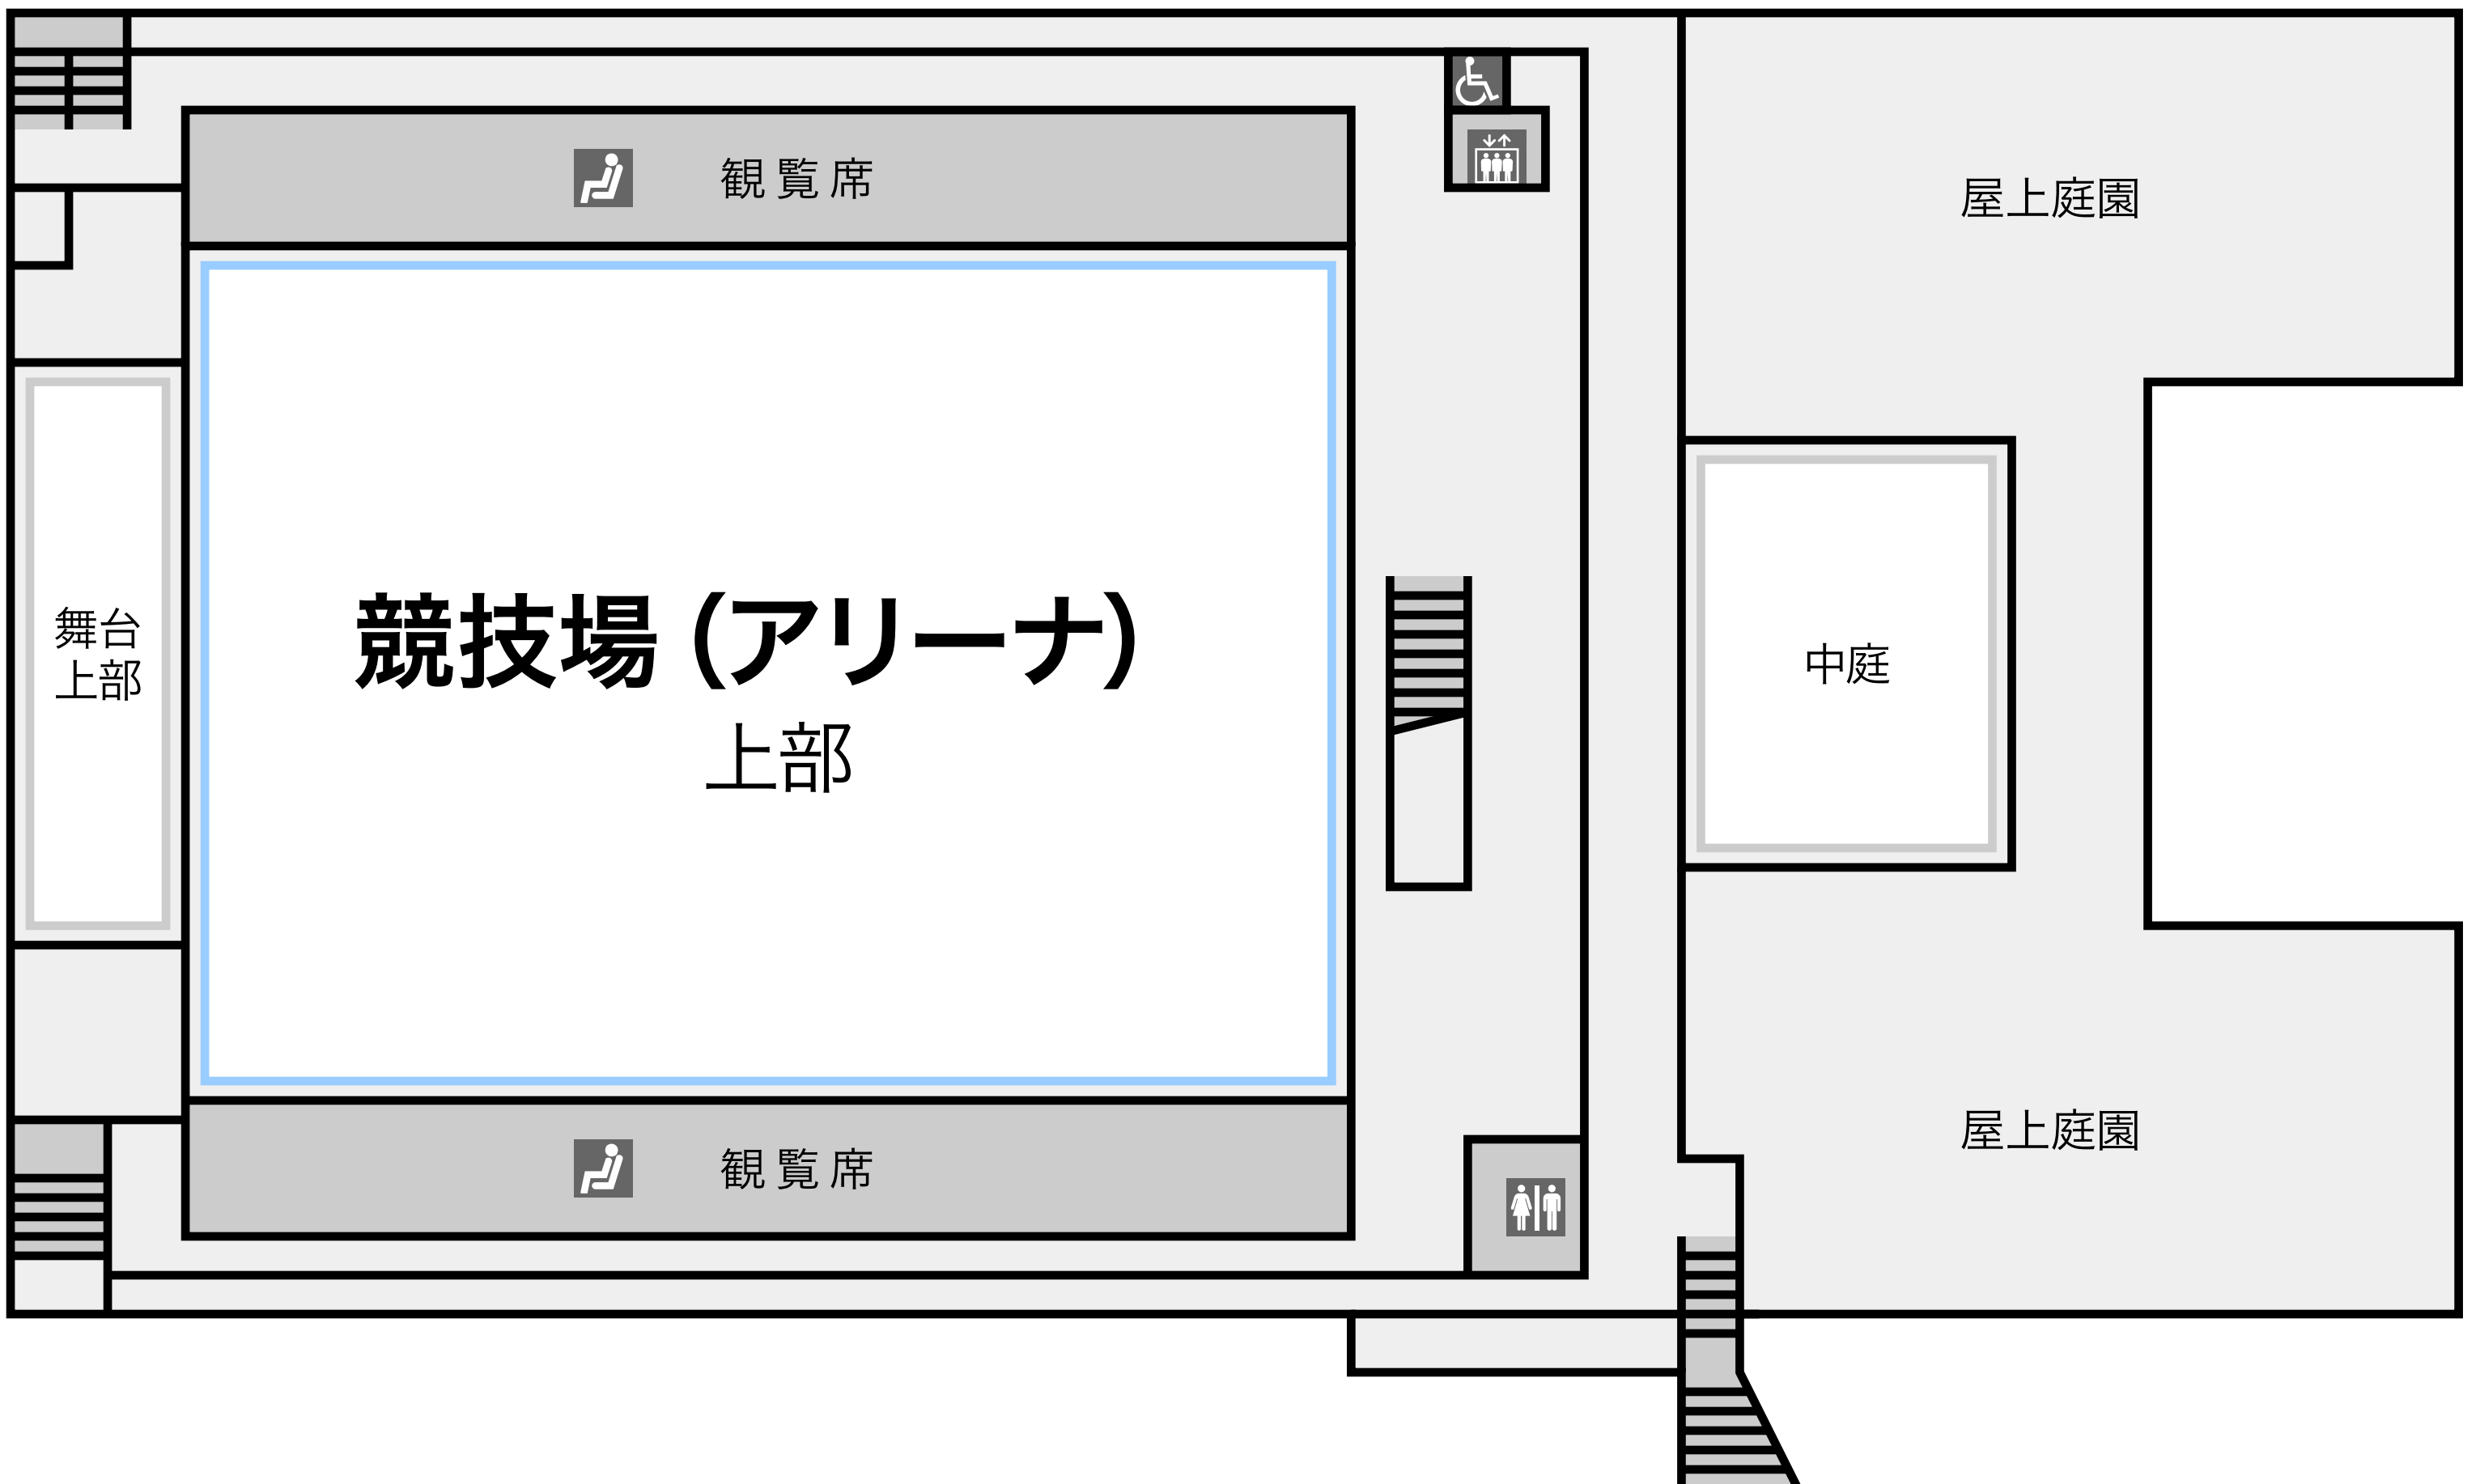 観覧席
屋上庭園
舞台
上部
競技場（アリーナ）
上部
中庭
観覧席
屋上庭園